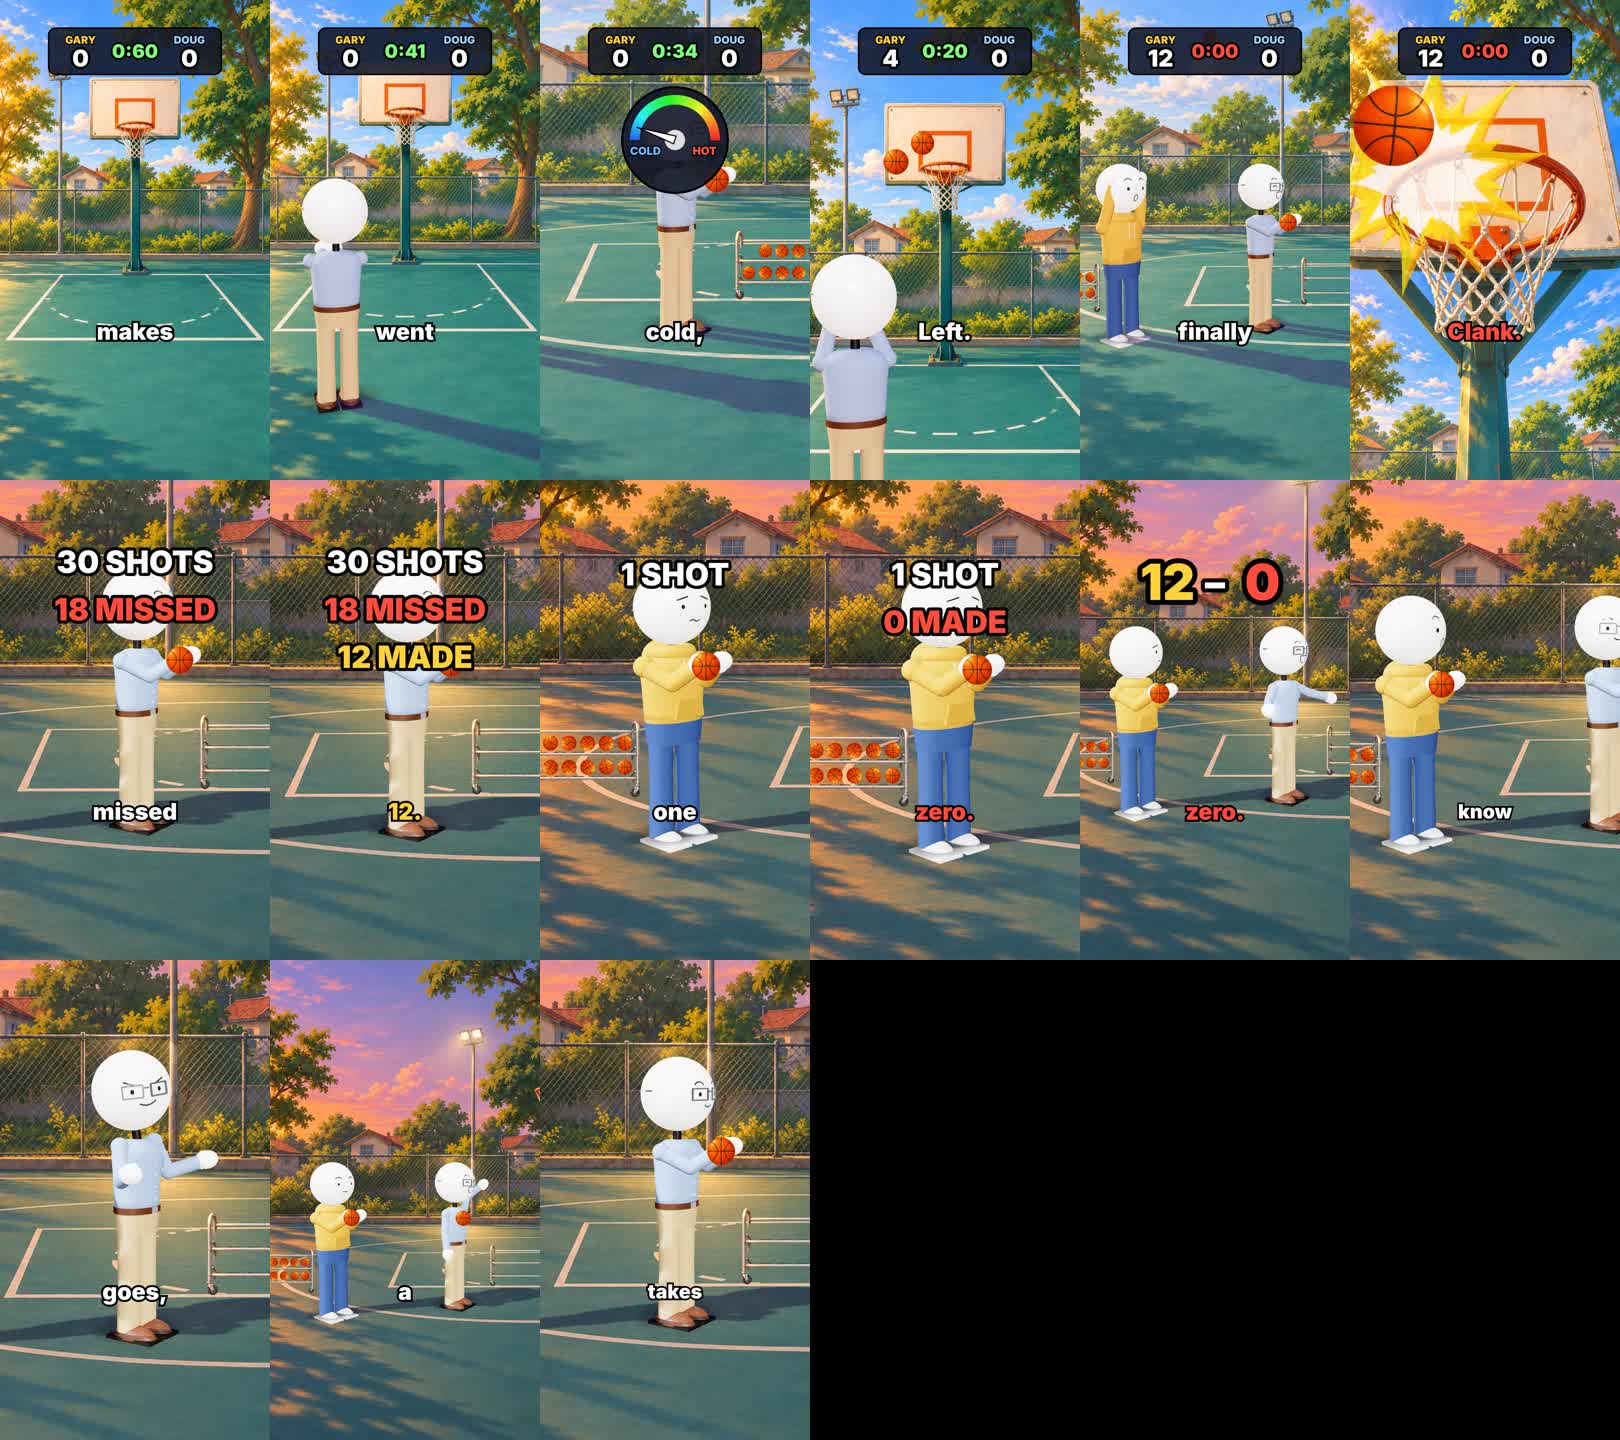 GARY DOUG
0 0:60 0
makes
GARY DOUG
0 0:41 0
went
GARY DOUG
0 0:34 0
COLD HOT
cold,
GARY DOUG
4 0:20 0
Left.
GARY DOUG
12 0:00 0
finally
GARY DOUG
12 0:00 0
Clank.
30 SHOTS
18 MISSED
missed
30 SHOTS
18 MISSED
12 MADE
12.
1 SHOT
one
1 SHOT
0 MADE
zero.
12 - 0
zero.
know
goes,
a
takes